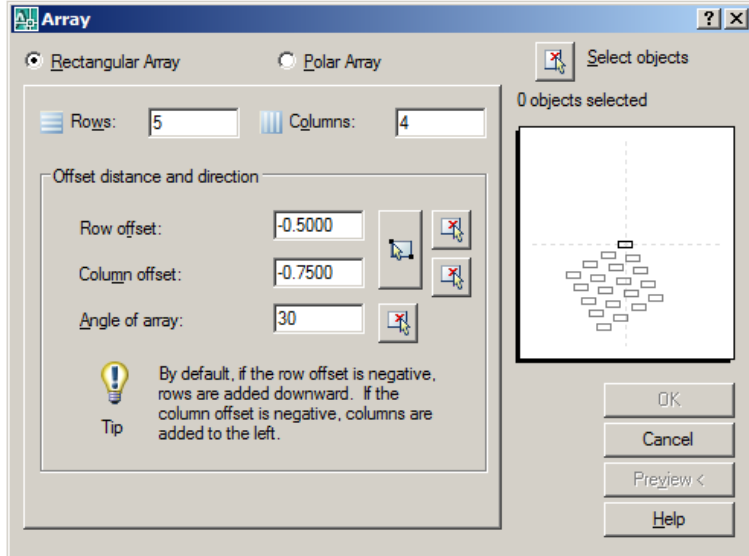 Array
Rectangular Array
Polar Array
Select objects
0 objects selected
Rows: 5
Columns: 4
Offset distance and direction
Row offset: -0.5000
Column offset: -0.7500
Angle of array: 30
Tip
By default, if the row offset is negative,
rows are added downward. If the
column offset is negative, columns are
added to the left.
OK
Cancel
Preview <
Help